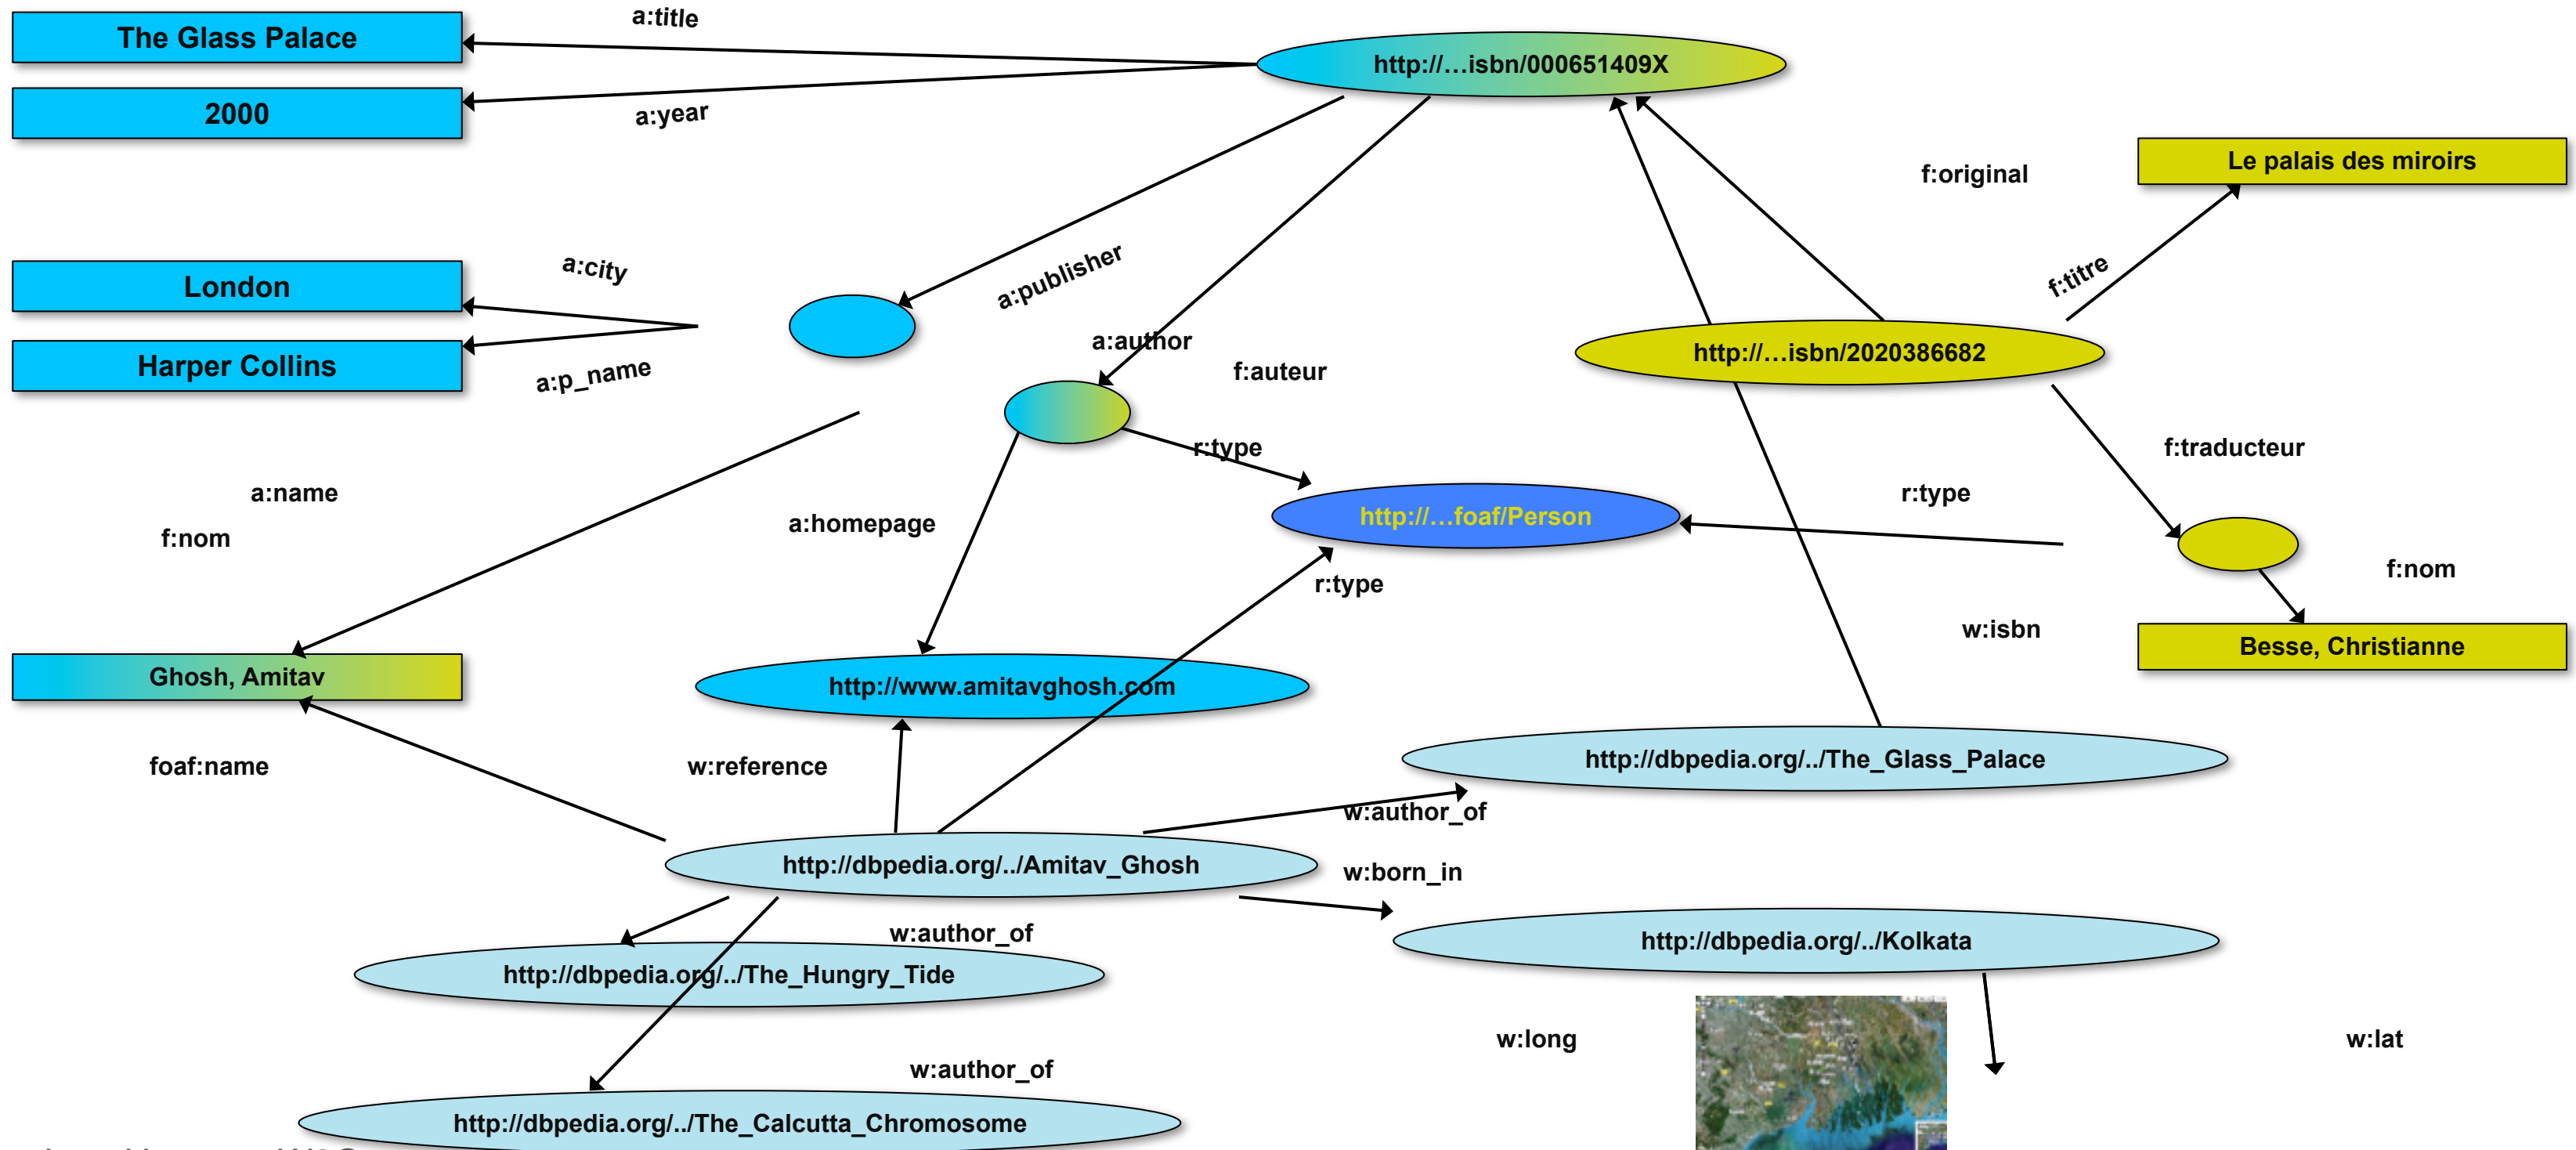 a:title
The Glass Palace
http://…isbn/000651409X
2000
a:year
Le palais des miroirs
f:original
a:city
a:publisher
f:titre
London
a:author
http://…isbn/2020386682
Harper Collins
a:p_name
f:auteur
r:type
f:traducteur
a:name
r:type
f:nom
a:homepage
http://…foaf/Person
r:type
f:nom
w:isbn
Besse, Christianne
Ghosh, Amitav
http://www.amitavghosh.com
foaf:name
w:reference
http://dbpedia.org/../The_Glass_Palace
w:author_of
http://dbpedia.org/../Amitav_Ghosh
w:born_in
w:author_of
http://dbpedia.org/../Kolkata
http://dbpedia.org/../The_Hungry_Tide
w:long
w:lat
w:author_of
http://dbpedia.org/../The_Calcutta_Chromosome